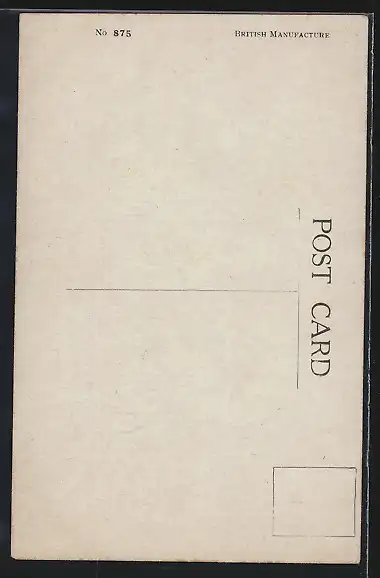 No 875 BRITISH MANUFACTURE
POST CARD